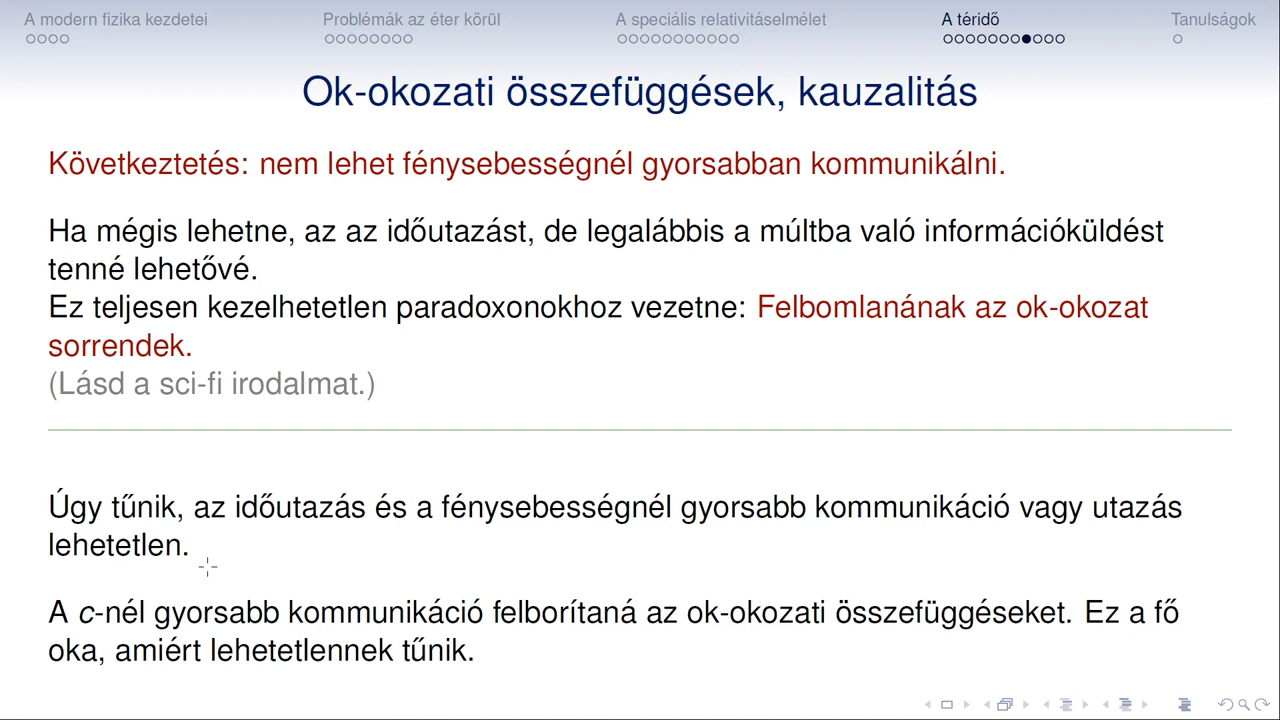 A modern fizika kezdetei Problémák az éter körül A speciális relativitáselmélet A téridő Tanulságok
Ok-okozati összefüggések, kauzalitás
Következtetés: nem lehet fénysebességnél gyorsabban kommunikálni.
Ha mégis lehetne, az az időutazást, de legalábbis a múltba való információküldést
tenné lehetővé.
Ez teljesen kezelhetetlen paradoxonokhoz vezetne: Felbomlanának az ok-okozat
sorrendek.
(Lásd a sci-fi irodalmat.)
Úgy tűnik, az időutazás és a fénysebességnél gyorsabb kommunikáció vagy utazás
lehetetlen.
A c-nél gyorsabb kommunikáció felborítaná az ok-okozati összefüggéseket. Ez a fő
oka, amiért lehetetlennek tűnik.